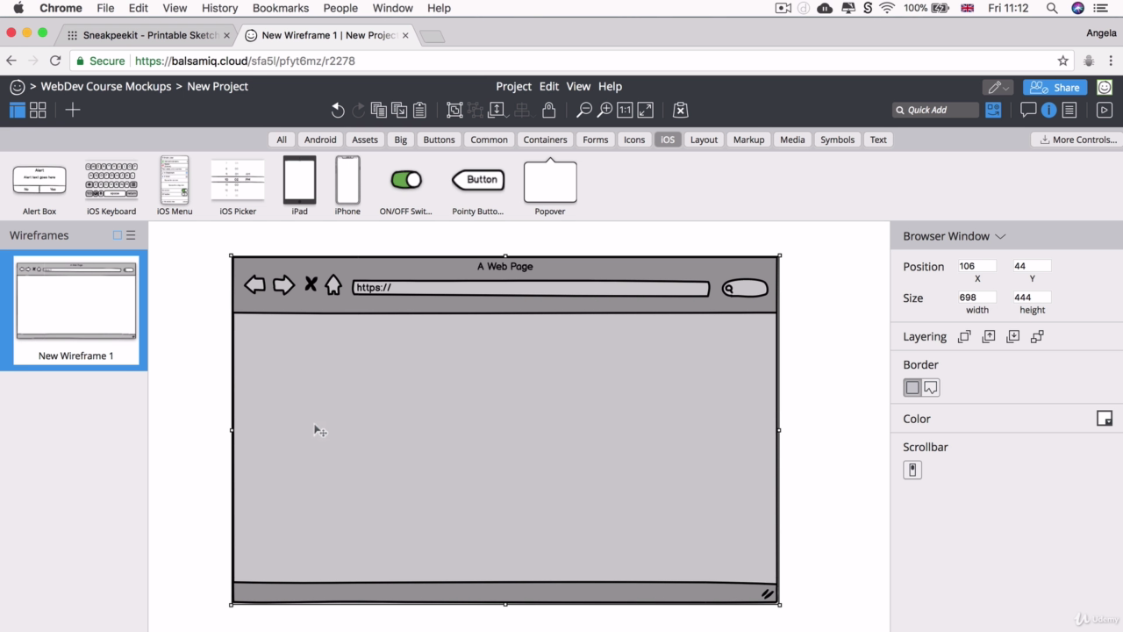 Chrome File Edit View History Bookmarks People Window Help 100% Fri 11:12
Sneakpeekit - Printable Sketch × New Wireframe 1 | New Projec × Angela
Secure https://balsamiq.cloud/sfa5l/pfyt6mz/r2278
> WebDev Course Mockups > New Project Project Edit View Help Share
1:1 Quick Add
All Android Assets Big Buttons Common Containers Forms Icons iOS Layout Markup Media Symbols Text More Controls...
Button
Alert Box iOS Keyboard iOS Menu iOS Picker iPad iPhone ON/OFF Swit... Pointy Butto... Popover
Wireframes Browser Window
A Web Page
https://
Position 106 44
X Y
Size 698 444
width height
New Wireframe 1
Layering
Border
Color
Scrollbar
Udemy